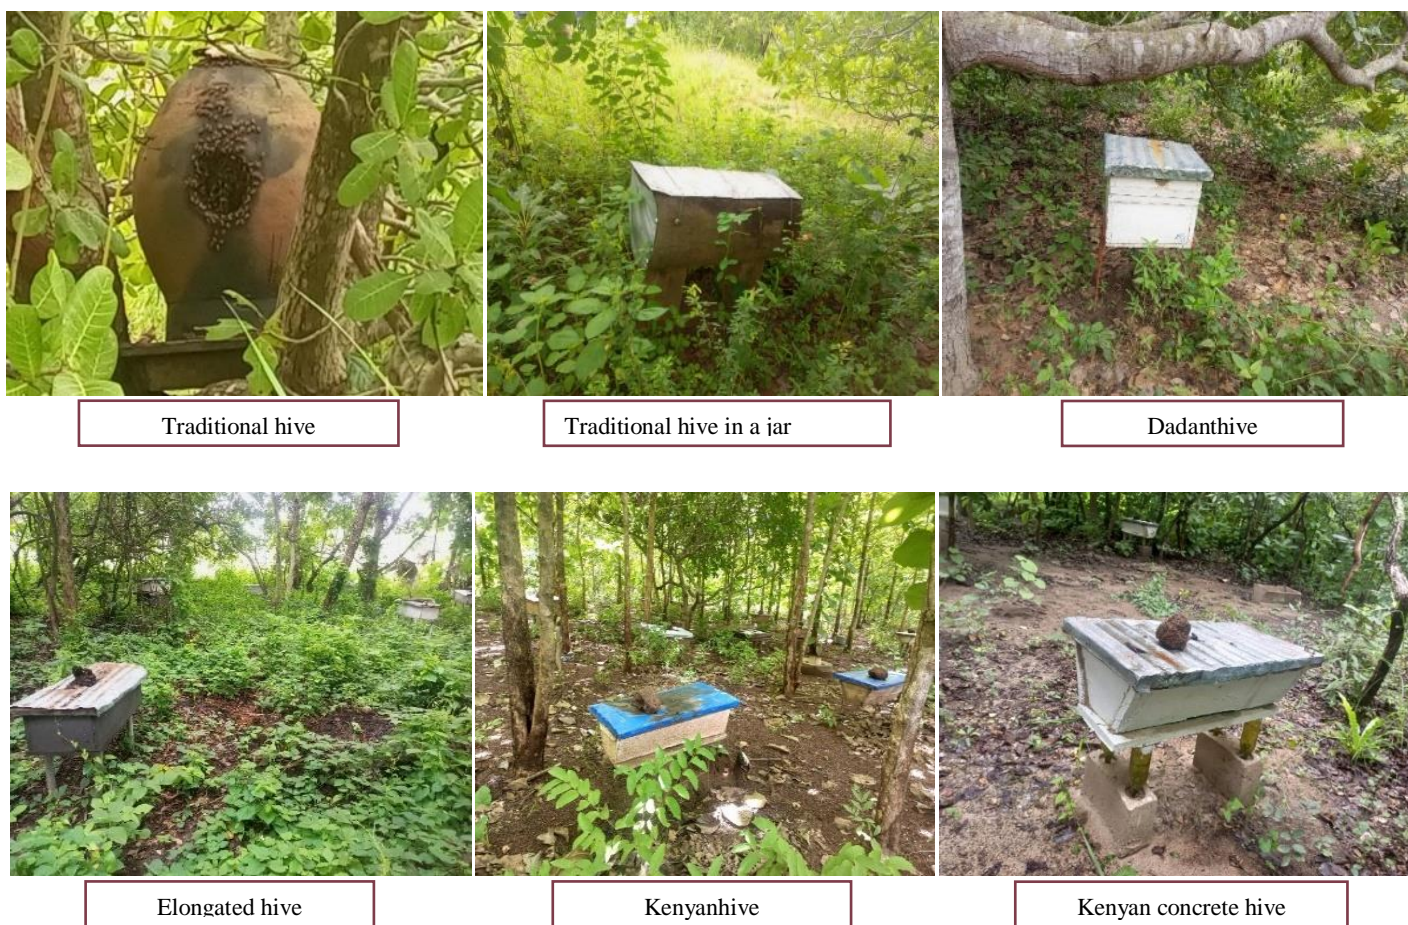 Traditional hive
Traditional hive in a jar
Dadanthive
Elongated hive
Kenyanhive
Kenyan concrete hive